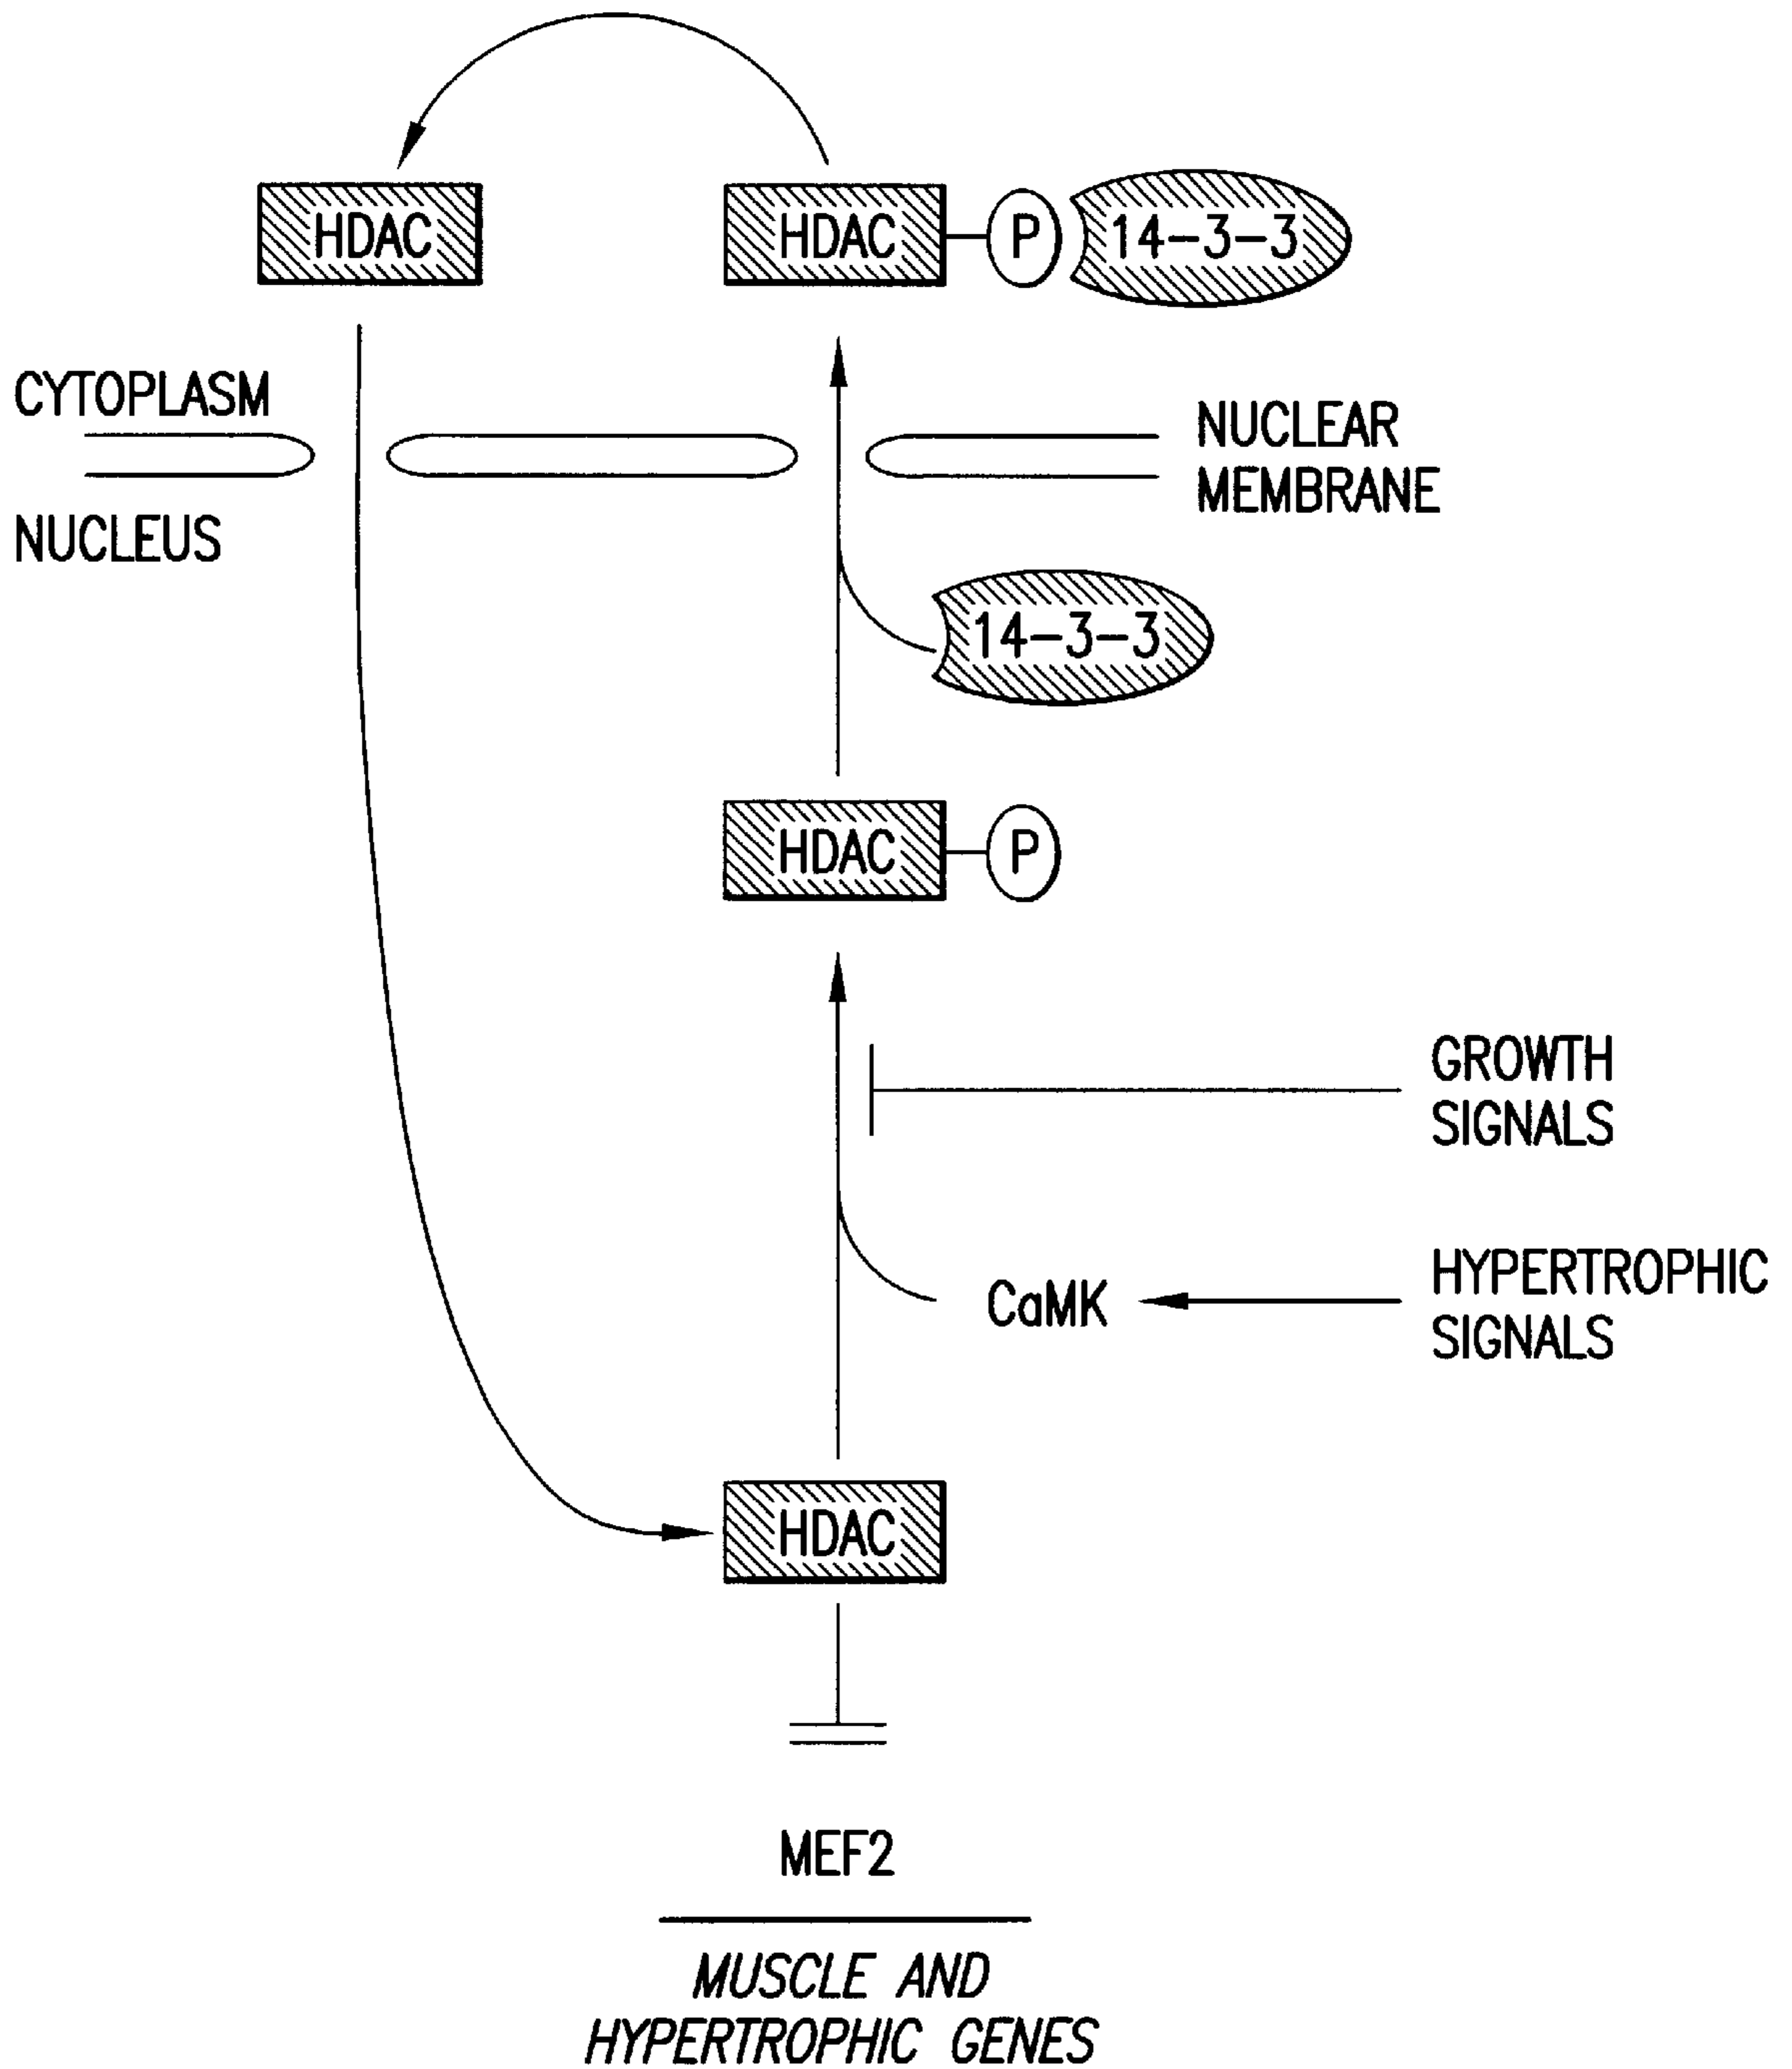 HDAC
HDAC
P
14-3-3
CYTOPLASM
NUCLEUS
NUCLEAR
MEMBRANE
14-3-3
HDAC
P
GROWTH
SIGNALS
CaMK
HYPERTROPHIC
SIGNALS
HDAC
MEF2
MUSCLE AND
HYPERTROPHIC GENES